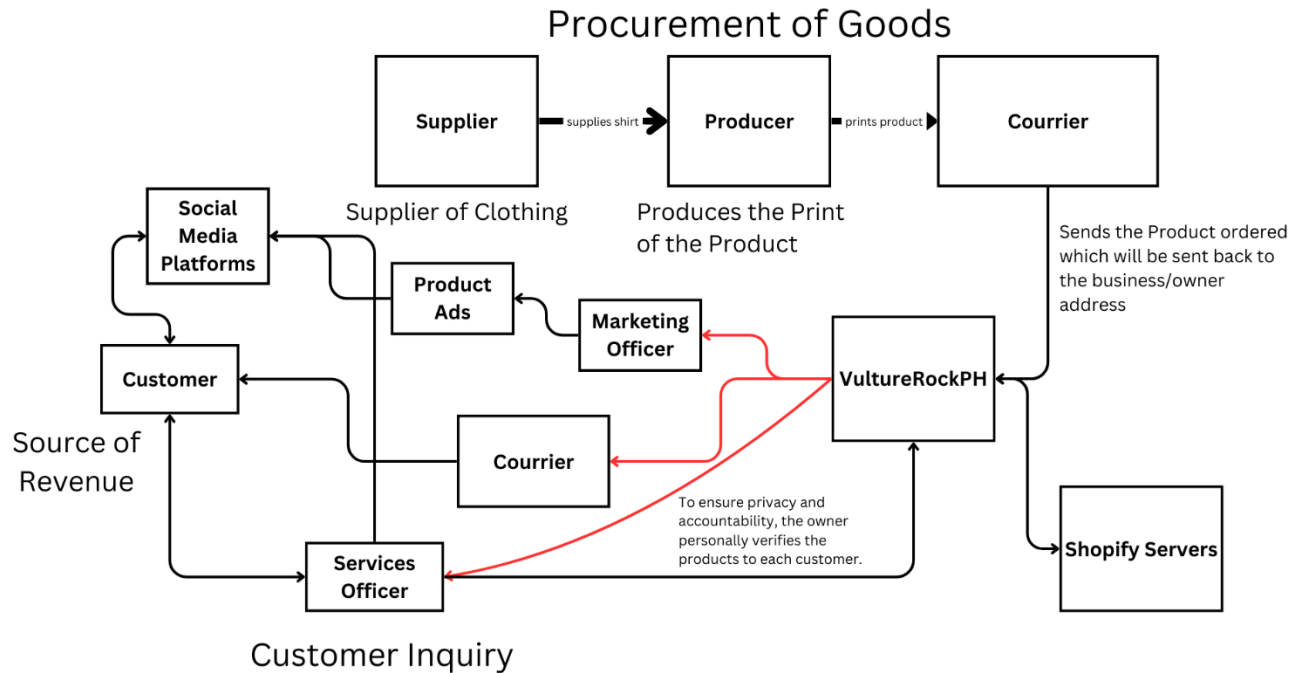 Procurement of Goods
Supplier
supplies shirt
Producer
prints product
Courrier
Supplier of Clothing
Produces the Print
of the Product
Sends the Product ordered
which will be sent back to
the business/owner
address
Social
Media
Platforms
Product
Ads
Marketing
Officer
VultureRockPH
Customer
Source of
Revenue
Courrier
To ensure privacy and
accountability, the owner
personally verifies the
products to each customer.
Shopify Servers
Services
Officer
Customer Inquiry